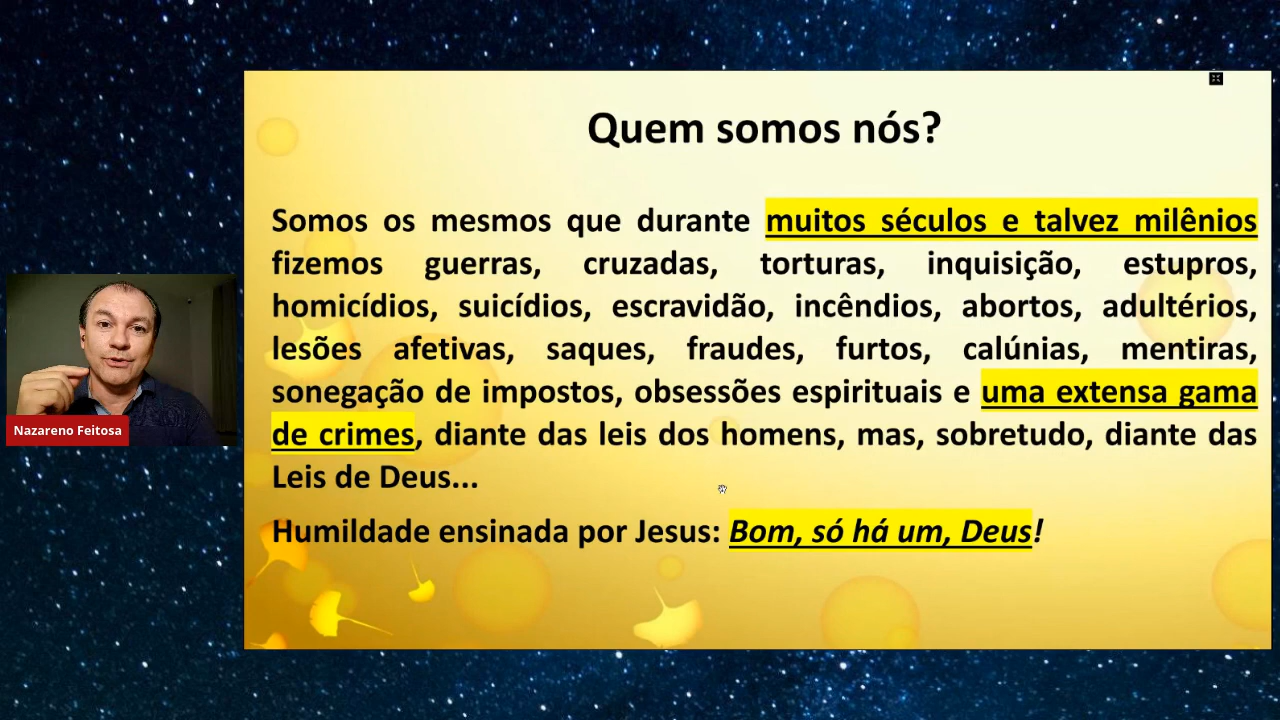 Quem somos nós?
Somos os mesmos que durante muitos séculos e talvez milênios
fizemos guerras, cruzadas, torturas, inquisição, estupros,
homicídios, suicídios, escravidão, incêndios, abortos, adultérios,
lesões afetivas, saques, fraudes, furtos, calúnias, mentiras,
sonegação de impostos, obsessões espirituais e uma extensa gama
de crimes, diante das leis dos homens, mas, sobretudo, diante das
Leis de Deus...
Humildade ensinada por Jesus: Bom, só há um, Deus!
Nazareno Feitosa